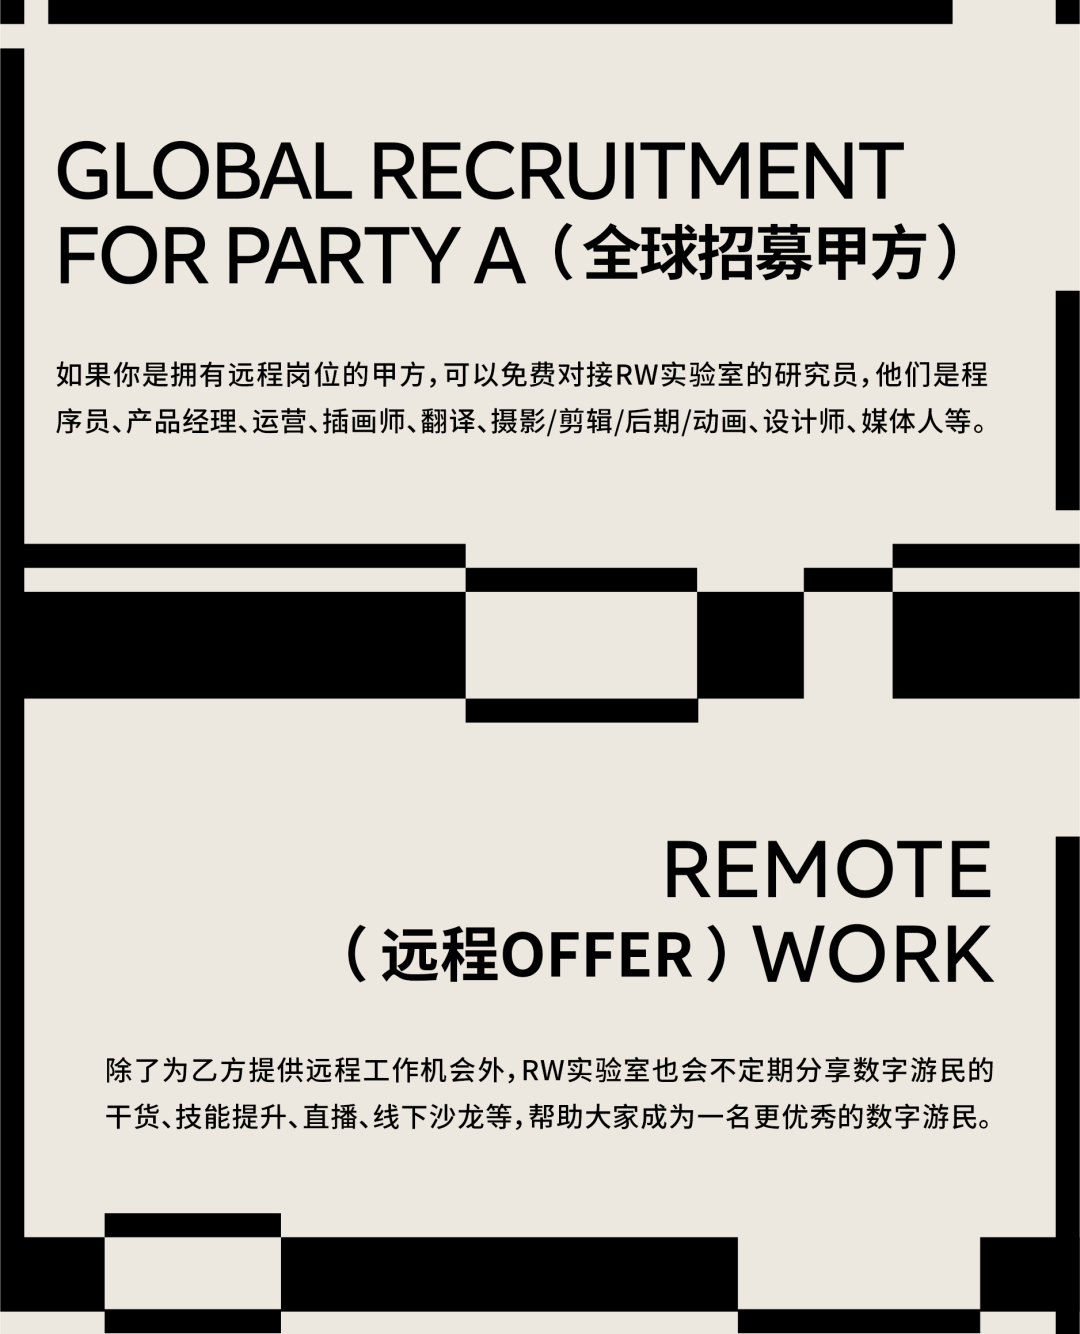 GLOBAL RECRUITMENT
FOR PARTY A（全球招募甲方）
如果你是拥有远程岗位的甲方，可以免费对接RW实验室的研究员，他们是程
序员、产品经理、运营、插画师、翻译、摄影/剪辑/后期/动画、设计师、媒体人等。
REMOTE
（远程OFFER）WORK
除了为乙方提供远程工作机会外，RW实验室也会不定期分享数字游民的
干货、技能提升、直播、线下沙龙等，帮助大家成为一名更优秀的数字游民。